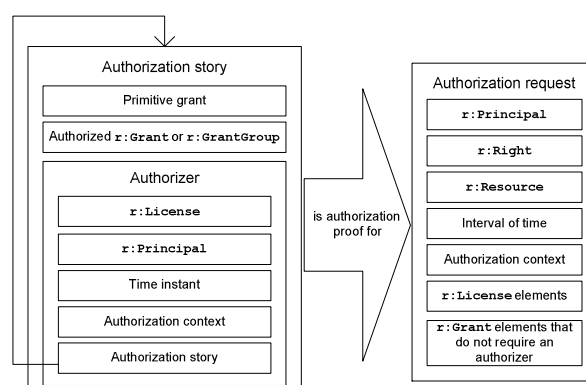 Authorization story
Primitive grant
Authorized r:Grant or r:GrantGroup
Authorizer
r:License
r:Principal
Time instant
Authorization context
Authorization story
is authorization
proof for
Authorization request
r:Principal
r:Right
r:Resource
Interval of time
Authorization context
r:License elements
r:Grant elements that
do not require an
authorizer